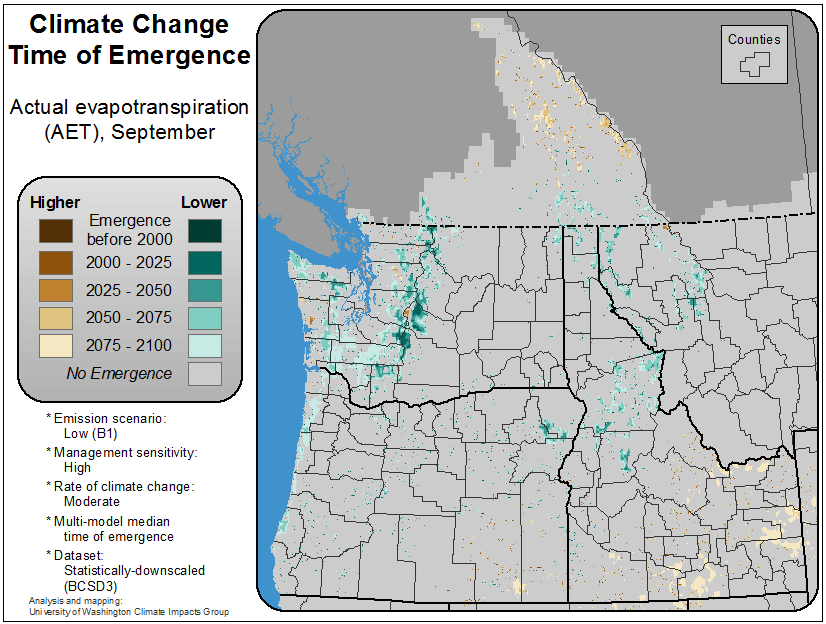 Climate Change
Time of Emergence
Actual evapotranspiration
(AET), September
Higher
Lower
Emergence
before 2000
2000 - 2025
2025 - 2050
2050 - 2075
2075 - 2100
No Emergence
* Emission scenario:
Low (B1)
* Management sensitivity:
High
* Rate of climate change:
Moderate
* Multi-model median
time of emergence
* Dataset:
Statistically-downscaled
(BCSD3)
Analysis and mapping:
University of Washington Climate Impacts Group
Counties